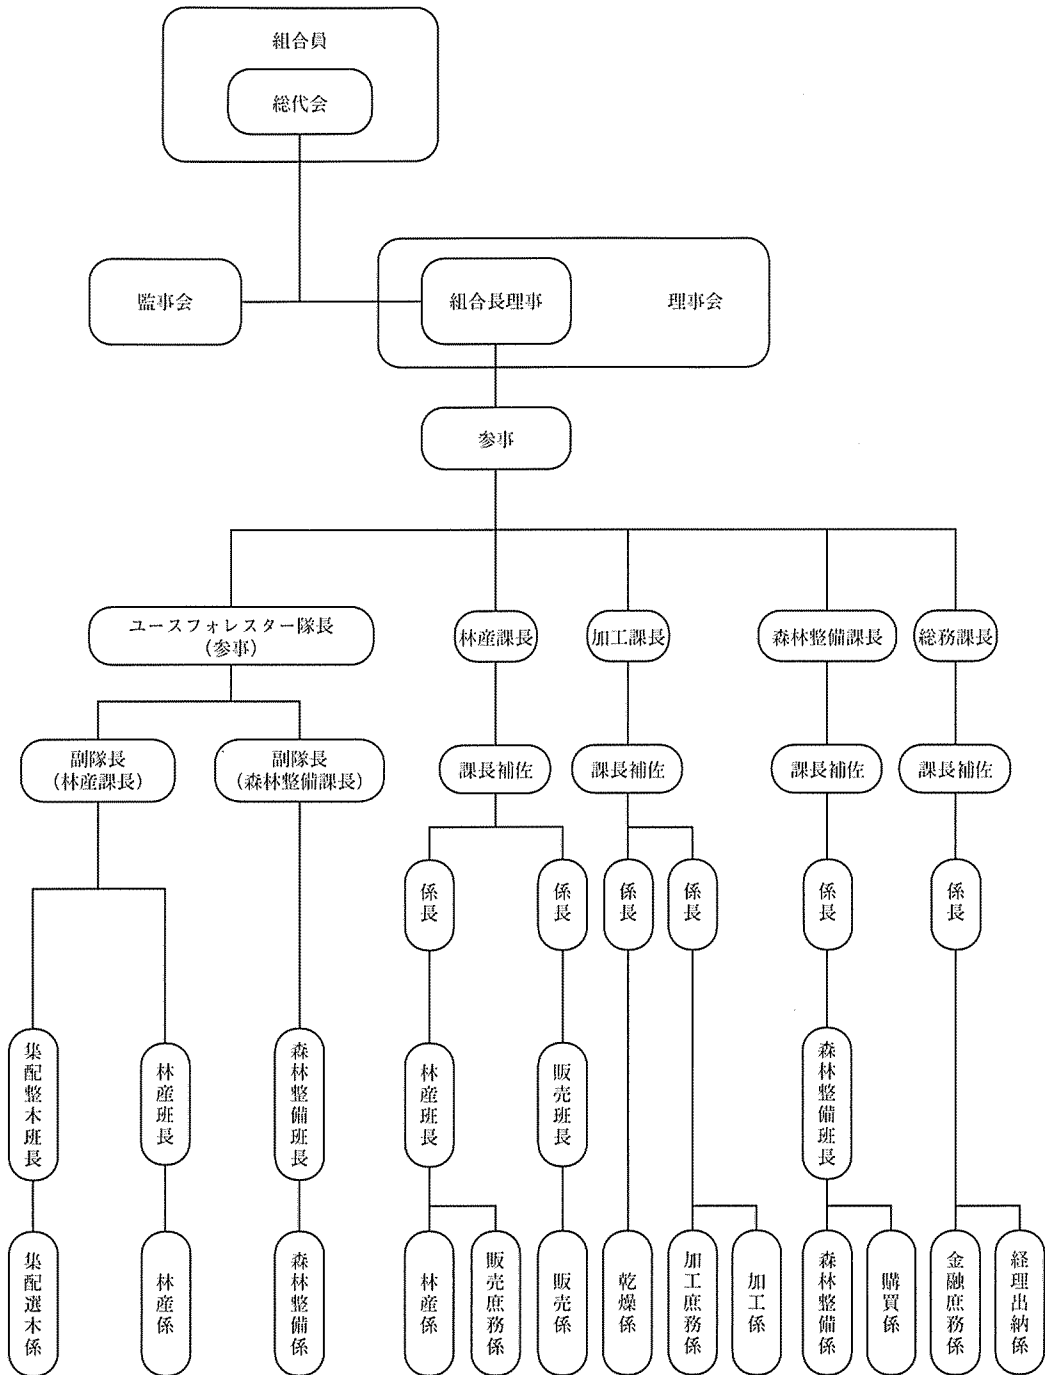 組合員
総代会
監事会
組合長理事
理事会
参事
ユースフォレスター隊長
（参事）
林産課長
加工課長
森林整備課長
総務課長
副隊長
（林産課長）
副隊長
（森林整備課長）
課長補佐
課長補佐
課長補佐
課長補佐
係長
係長
係長
係長
係長
係長
集配整木班長
林産班長
森林整備班長
林産班長
販売班長
森林整備班長
集配選木係
林産係
森林整備係
林産係
販売庶務係
販売係
乾燥係
加工庶務係
加工係
森林整備係
購買係
金融庶務係
経理出納係